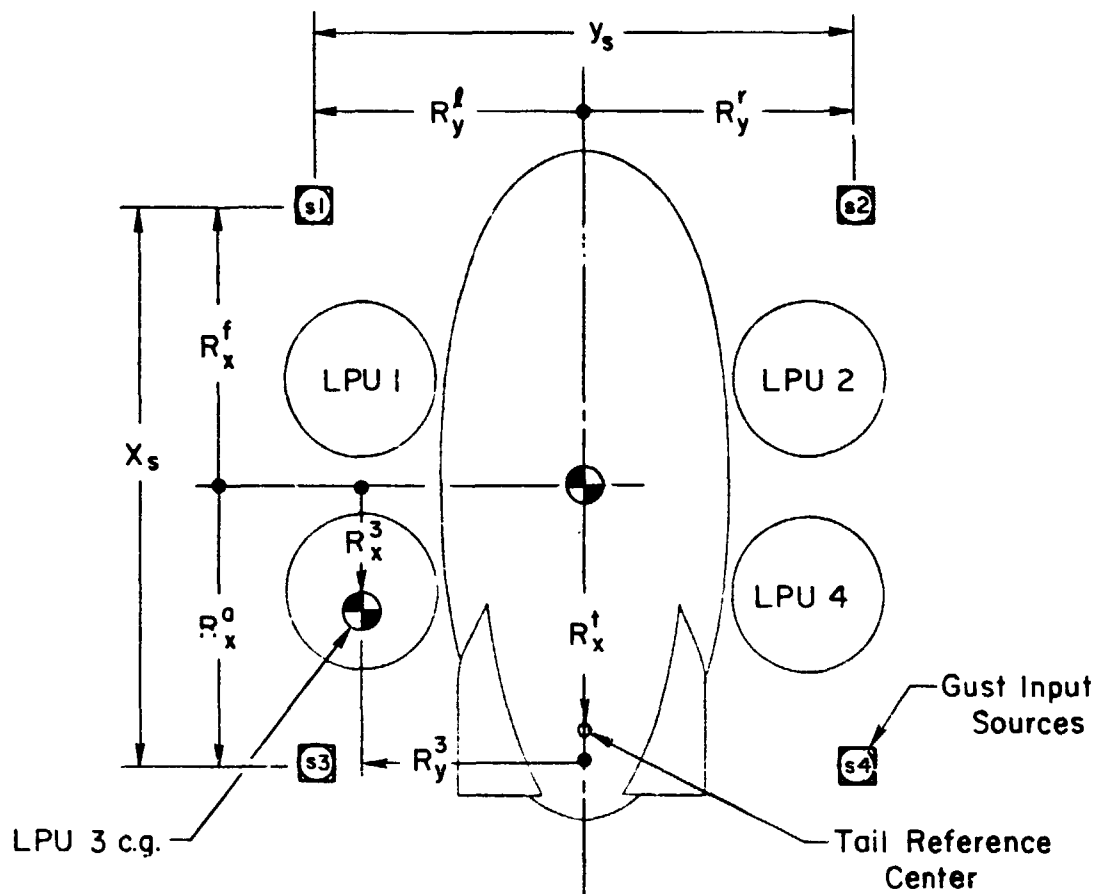 y_s
R_y^ℓ
R_y^r
s1
s2
R_x^f
LPU 1
LPU 2
X_s
R_x^3
R_x^a
LPU 4
R_x^t
Gust Input
Sources
s3
R_y^3
s4
LPU 3 c.g.
Tail Reference
Center